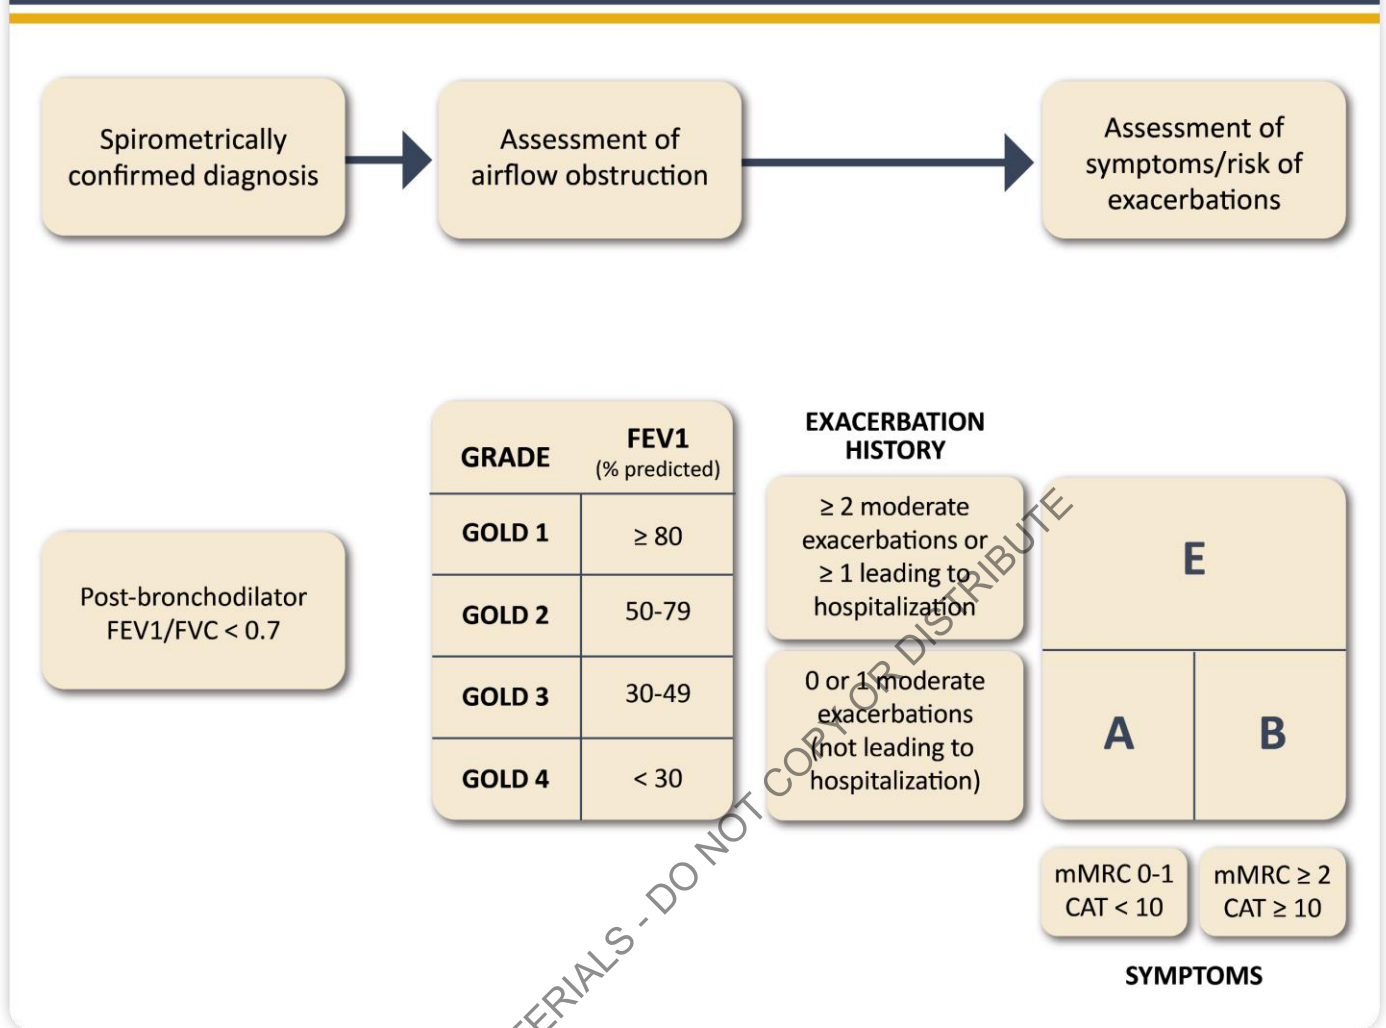 Spirometrically
confirmed diagnosis
Assessment of
airflow obstruction
Assessment of
symptoms/risk of
exacerbations
Post-bronchodilator
FEV1/FVC < 0.7
GRADE
FEV1
(% predicted)
GOLD 1
≥ 80
GOLD 2
50-79
GOLD 3
30-49
GOLD 4
< 30
EXACERBATION
HISTORY
≥ 2 moderate
exacerbations or
≥ 1 leading to
hospitalization
0 or 1 moderate
exacerbations
(not leading to
hospitalization)
E
A
B
mMRC 0-1
CAT < 10
mMRC ≥ 2
CAT ≥ 10
SYMPTOMS
- DO NOT COPY OR DISTRIBUTE